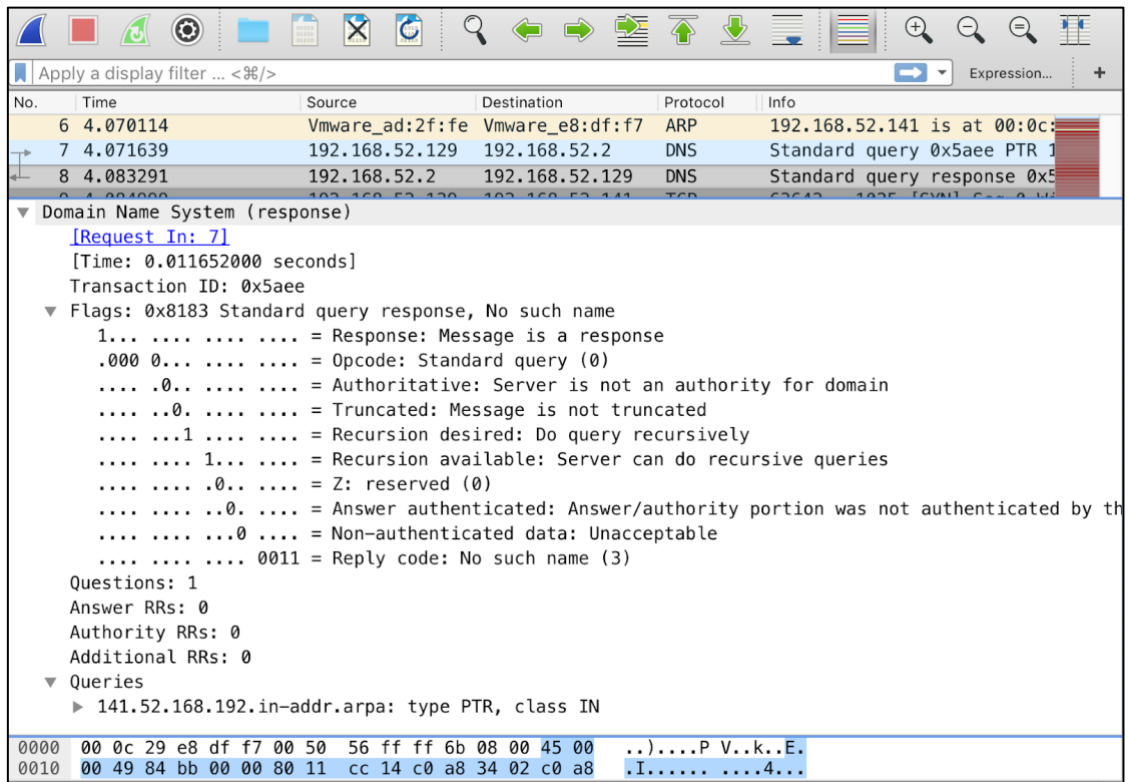 Apply a display filter ... <⌘/> Expression... +
No. Time Source Destination Protocol Info
6 4.070114 Vmware_ad:2f:fe Vmware_e8:df:f7 ARP 192.168.52.141 is at 00:0c:
7 4.071639 192.168.52.129 192.168.52.2 DNS Standard query 0x5aee PTR 1
8 4.083291 192.168.52.2 192.168.52.129 DNS Standard query response 0x5
Domain Name System (response)
[Request In: 7]
[Time: 0.011652000 seconds]
Transaction ID: 0x5aee
Flags: 0x8183 Standard query response, No such name
1... .... .... .... = Response: Message is a response
.000 0... .... .... = Opcode: Standard query (0)
.... .0.. .... .... = Authoritative: Server is not an authority for domain
.... ..0. .... .... = Truncated: Message is not truncated
.... ...1 .... .... = Recursion desired: Do query recursively
.... .... 1... .... = Recursion available: Server can do recursive queries
.... .... .0.. .... = Z: reserved (0)
.... .... ..0. .... = Answer authenticated: Answer/authority portion was not authenticated by th
.... .... ...0 .... = Non-authenticated data: Unacceptable
.... .... .... 0011 = Reply code: No such name (3)
Questions: 1
Answer RRs: 0
Authority RRs: 0
Additional RRs: 0
Queries
141.52.168.192.in-addr.arpa: type PTR, class IN
0000 00 0c 29 e8 df f7 00 50 56 ff ff 6b 08 00 45 00 ..)....P V..k..E.
0010 00 49 84 bb 00 00 80 11 cc 14 c0 a8 34 02 c0 a8 .I...... ....4...